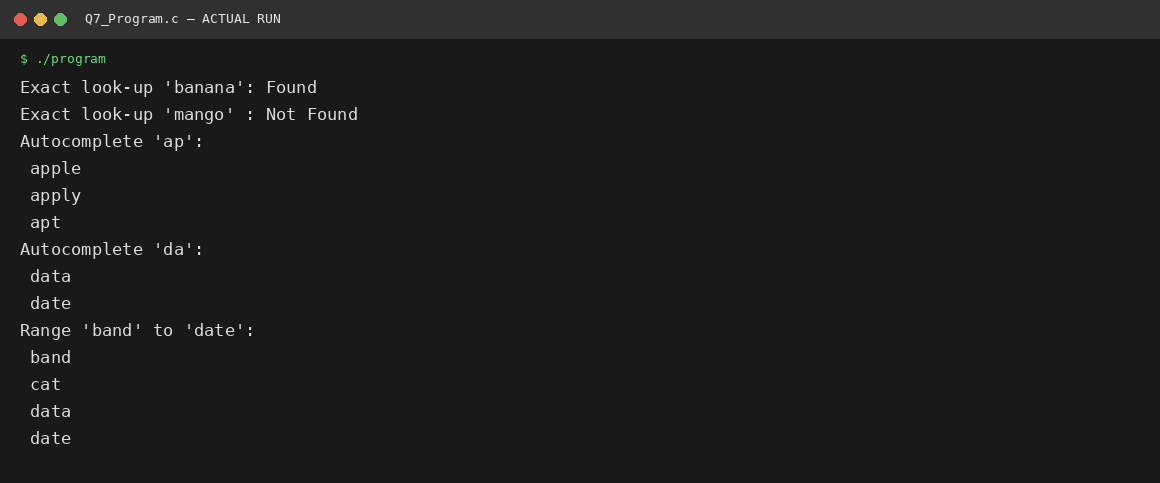 Q7_Program.c — ACTUAL RUN
$ ./program
Exact look-up 'banana': Found
Exact look-up 'mango' : Not Found
Autocomplete 'ap':
 apple
 apply
 apt
Autocomplete 'da':
 data
 date
Range 'band' to 'date':
 band
 cat
 data
 date